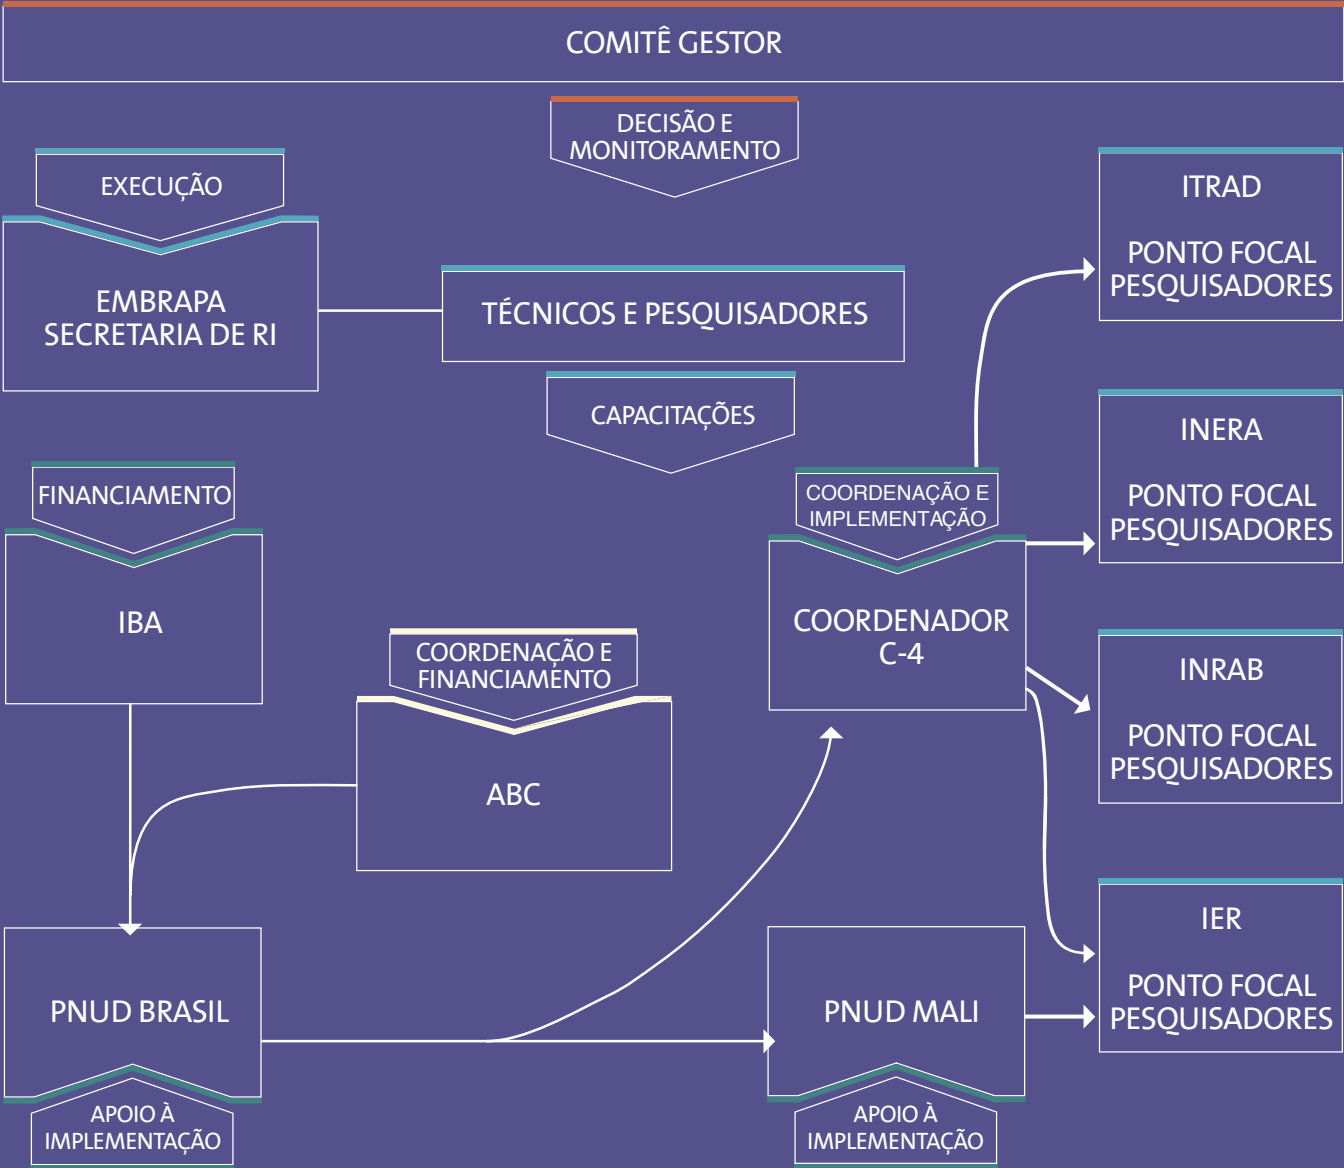 COMITÊ GESTOR
DECISÃO E
MONITORAMENTO
EXECUÇÃO
EMBRAPA
SECRETARIA DE RI
TÉCNICOS E PESQUISADORES
CAPACITAÇÕES
ITRAD
PONTO FOCAL
PESQUISADORES
INERA
PONTO FOCAL
PESQUISADORES
FINANCIAMENTO
IBA
COORDENAÇÃO E
IMPLEMENTAÇÃO
COORDENADOR
C-4
COORDENAÇÃO E
FINANCIAMENTO
ABC
INRAB
PONTO FOCAL
PESQUISADORES
IER
PONTO FOCAL
PESQUISADORES
PNUD BRASIL
APOIO À
IMPLEMENTAÇÃO
PNUD MALI
APOIO À
IMPLEMENTAÇÃO